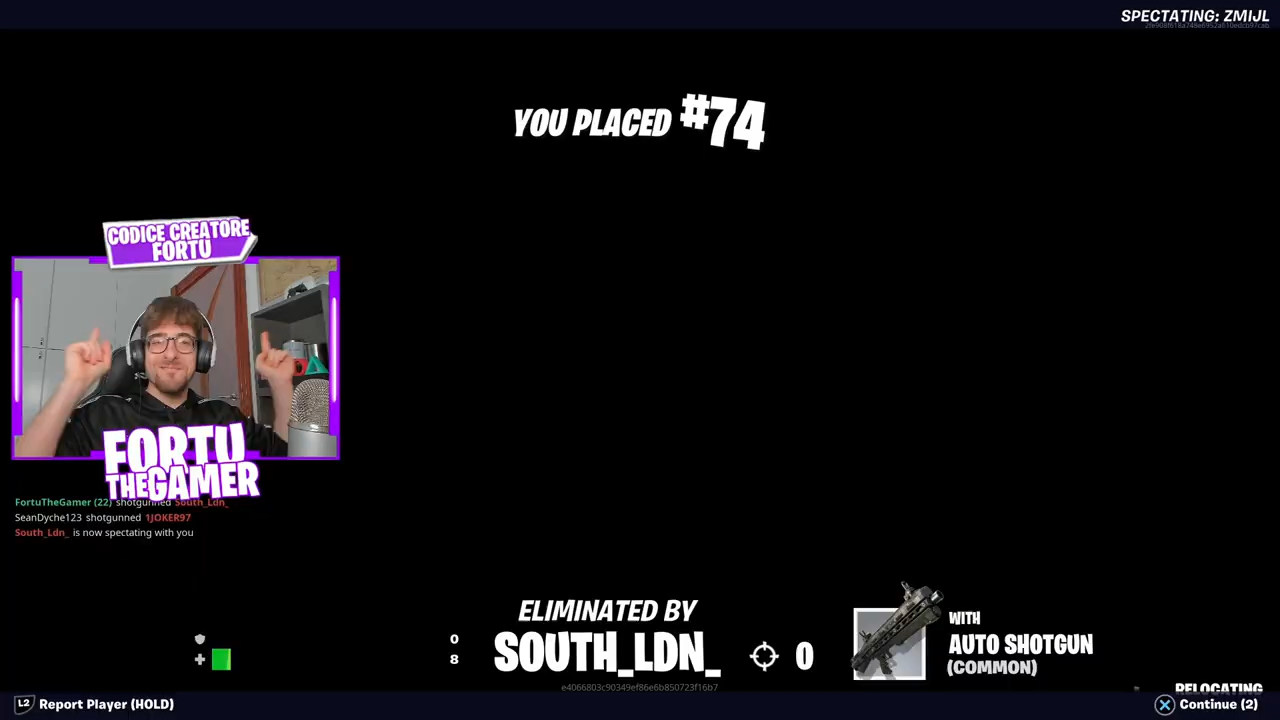 SPECTATING: ZMIJL
YOU PLACED #74
CODICE CREATORE
FORTU
FORTU
THEGAMER
FortuTheGamer (22) shotgunned South_Ldn_
SeanDyche123 shotgunned 1JOKER97
South_Ldn_ is now spectating with you
ELIMINATED BY
SOUTH_LDN_
0
WITH
AUTO SHOTGUN
(COMMON)
0
8
e4066803c90349ef86e6b850723f16b7
RELOCATING
L2 Report Player (HOLD)
Continue (2)